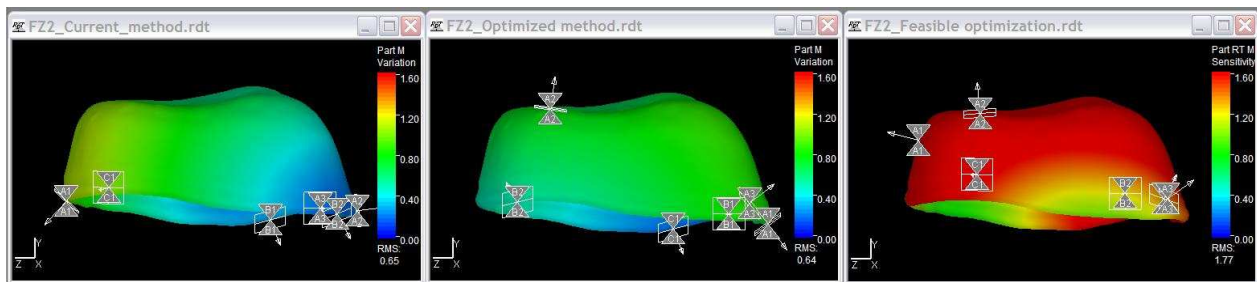 FZ2_Current_method.rdt
Part M
Variation
1.60
1.20
0.80
0.40
0.00
RMS:
0.65
A1
A1
C1
C1
B1
B1
A3
B2
B2
A2
A2
Y
Z X
FZ2_Optimized method.rdt
Part M
Variation
1.60
1.20
0.80
0.40
0.00
RMS:
0.64
A2
A2
B2
B2
C1
C1
B1
B1
A3
A3
A1
A1
Y
Z X
FZ2_Feasible optimization.rdt
Part RT M
Sensitivity
1.60
1.20
0.80
0.40
0.00
RMS:
1.77
A2
A2
A1
A1
C1
C1
B2
B2
A3
A3
Y
Z X